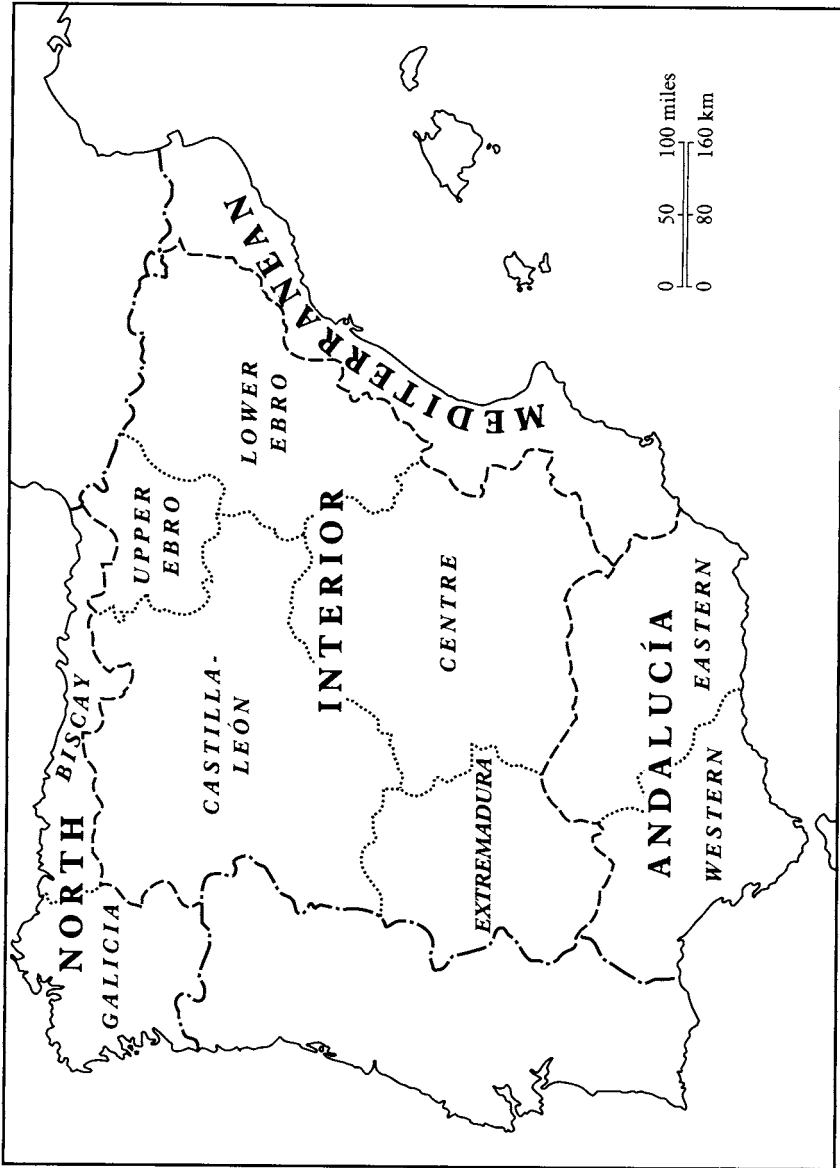 NORTH
GALICIA
BISCAY
UPPER
EBRO
LOWER
EBRO
CASTILLA-
LEÓN
INTERIOR
MEDITERRANEAN
CENTRE
EXTREMADURA
ANDALUCÍA
WESTERN
EASTERN
0 50 100 miles
0 80 160 km